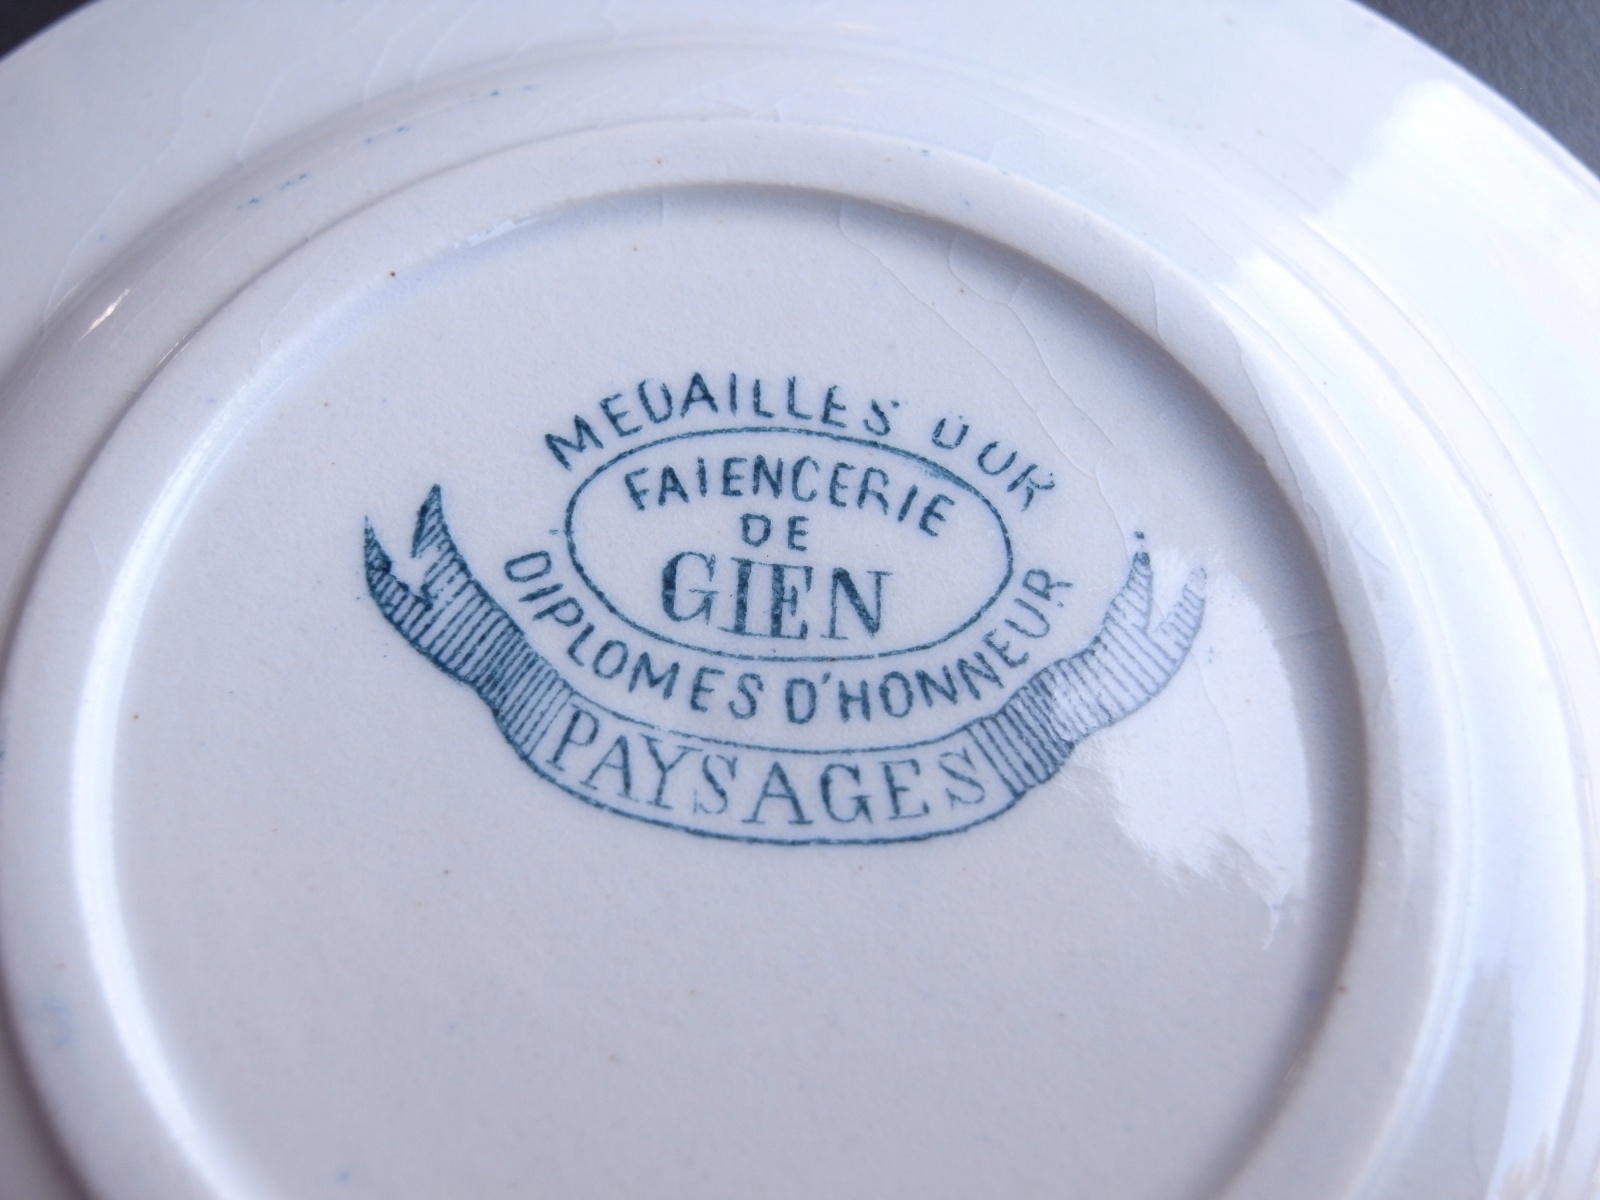 MEDAILLES D'OR
FAIENCERIE
DE
GIEN
DIPLOMES D'HONNEUR
PAYSAGES